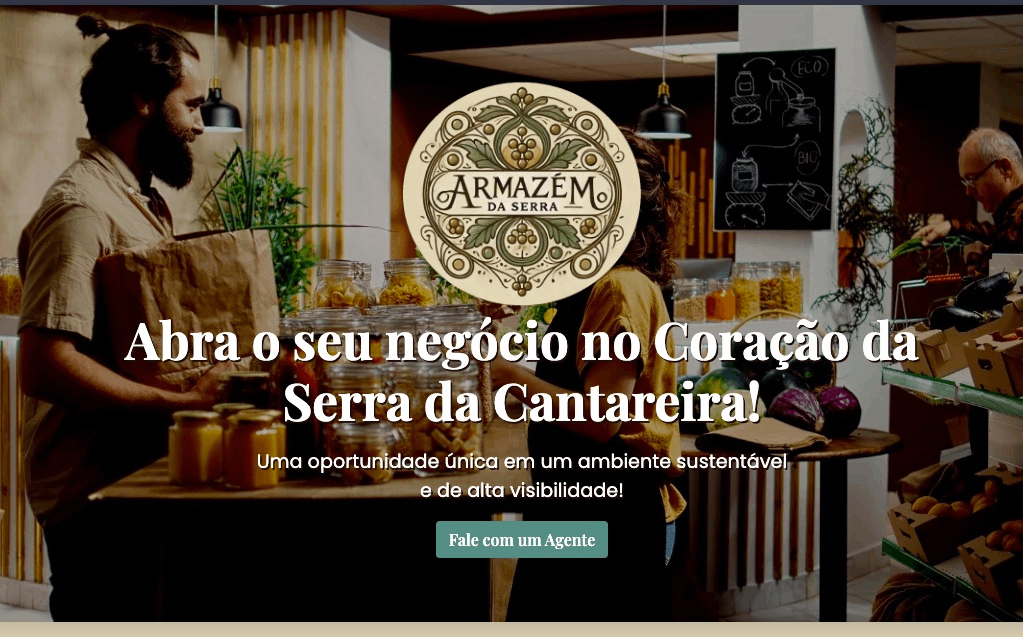 ECO
ARMAZÉM
DA SERRA
BIO
Abra o seu negócio no Coração da
Serra da Cantareira!
Uma oportunidade única em um ambiente sustentável
e de alta visibilidade!
Fale com um Agente